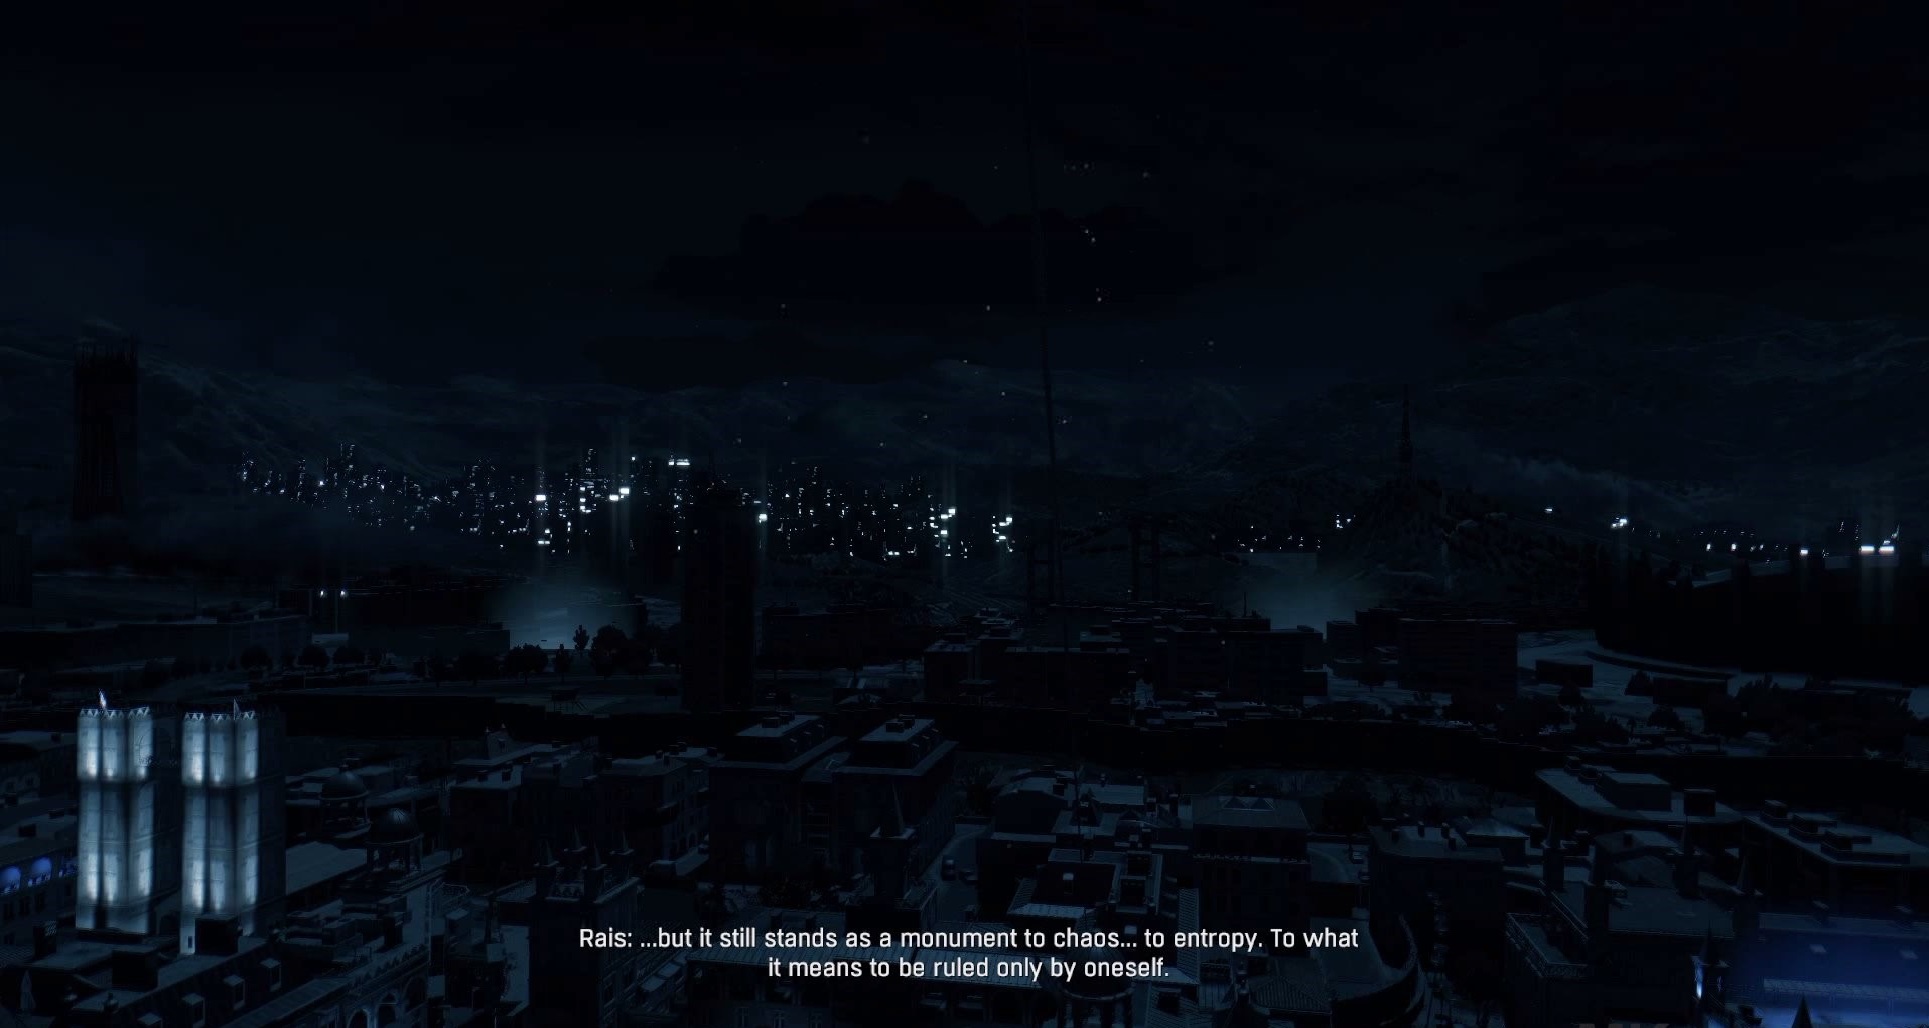 Rais: ...but it still stands as a monument to chaos... to entropy. To what
it means to be ruled only by oneself.